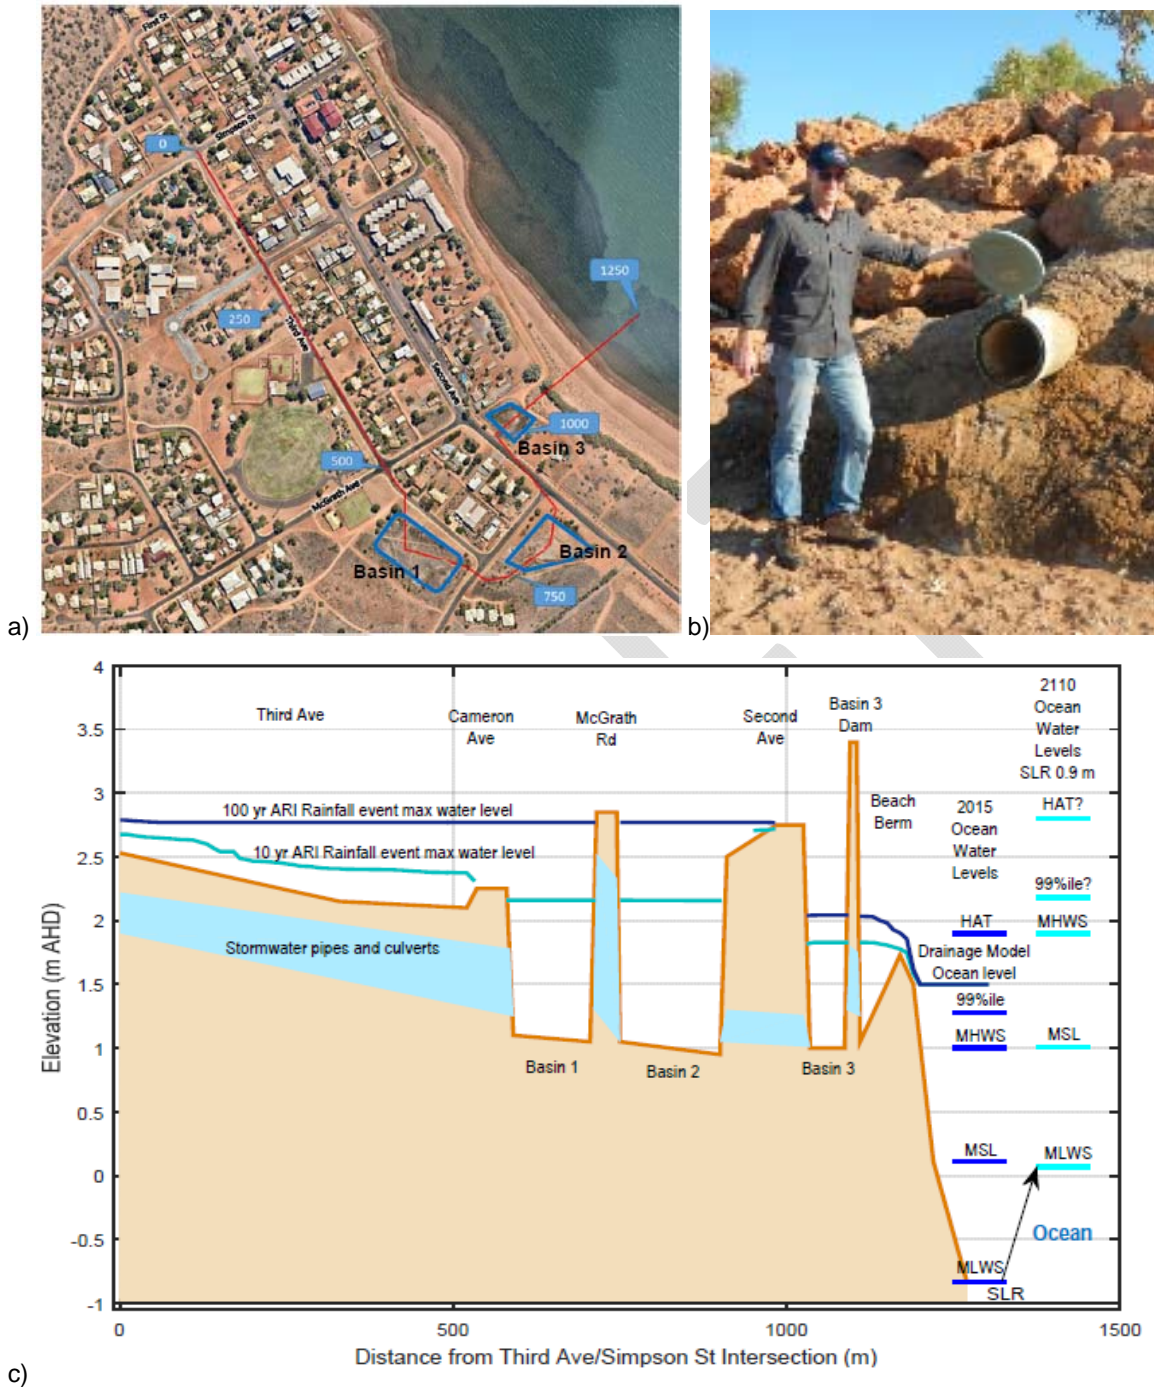 First St
Simpson St
0
1250
250
Third Ave
Second Ave
1000
Basin 3
500
McGrath Ave
Basin 2
Basin 1
750
a)
b)
4
3.5
3
2.5
2
1.5
1
0.5
0
-0.5
-1
Elevation (m AHD)
Third Ave
Cameron
Ave
McGrath
Rd
Second
Ave
Basin 3
Dam
2110
Ocean
Water
Levels
SLR 0.9 m
100 yr ARI Rainfall event max water level
10 yr ARI Rainfall event max water level
Beach
Berm
2015
Ocean
Water
Levels
HAT?
99%ile?
HAT
MHWS
Stormwater pipes and culverts
Drainage Model
Ocean level
99%ile
MHWS
MSL
Basin 1
Basin 2
Basin 3
MSL
MLWS
Ocean
MLWS
SLR
0
500
1000
1500
Distance from Third Ave/Simpson St Intersection (m)
c)